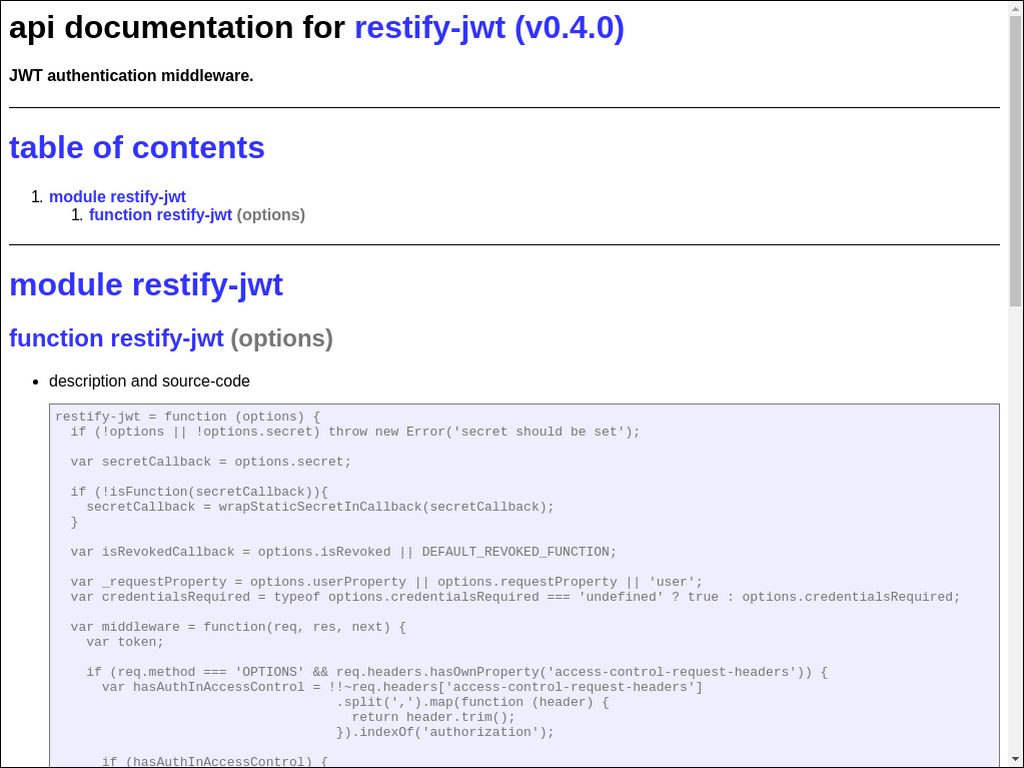 api documentation for restify-jwt (v0.4.0)
JWT authentication middleware.
table of contents
1. module restify-jwt
1. function restify-jwt (options)
module restify-jwt
function restify-jwt (options)
• description and source-code
restify-jwt = function (options) {
  if (!options || !options.secret) throw new Error('secret should be set');

  var secretCallback = options.secret;

  if (!isFunction(secretCallback)){
    secretCallback = wrapStaticSecretInCallback(secretCallback);
  }

  var isRevokedCallback = options.isRevoked || DEFAULT_REVOKED_FUNCTION;

  var _requestProperty = options.userProperty || options.requestProperty || 'user';
  var credentialsRequired = typeof options.credentialsRequired === 'undefined' ? true : options.credentialsRequired;

  var middleware = function(req, res, next) {
    var token;

    if (req.method === 'OPTIONS' && req.headers.hasOwnProperty('access-control-request-headers')) {
      var hasAuthInAccessControl = !!~req.headers['access-control-request-headers']
                                    .split(',').map(function (header) {
                                      return header.trim();
                                    }).indexOf('authorization');

      if (hasAuthInAccessControl) {